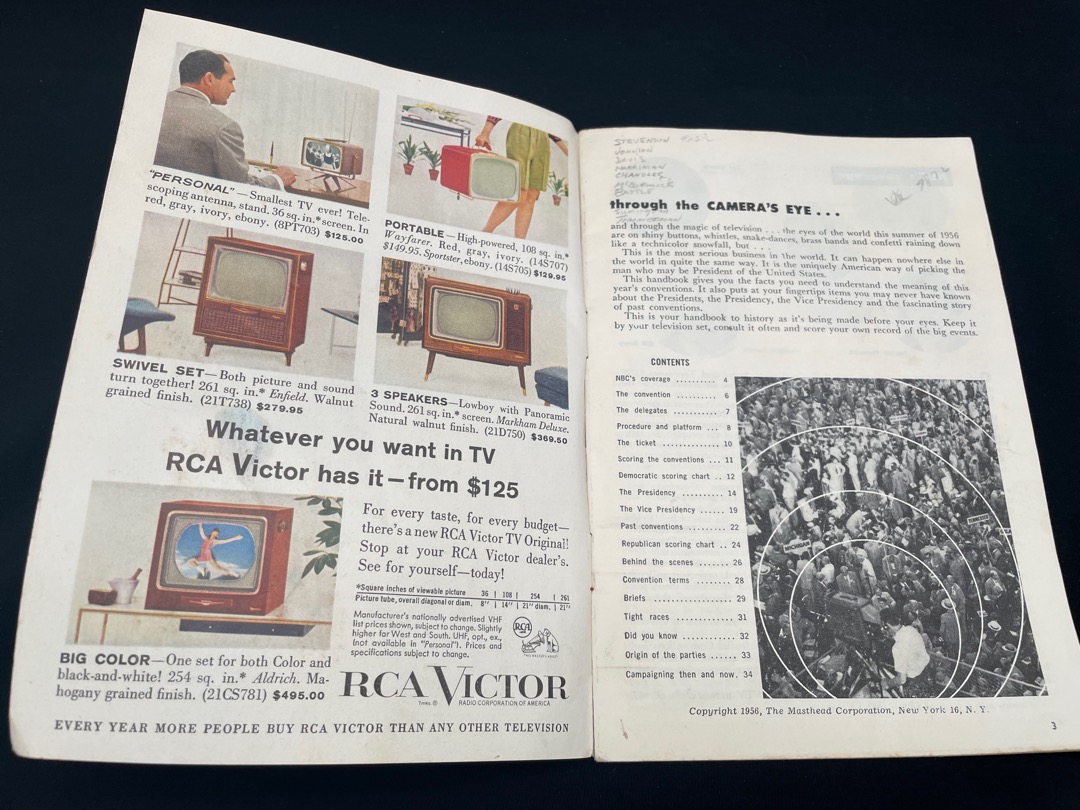 "PERSONAL"—Smallest TV ever! Tele-
scoping antenna, stand. 36 sq. in.* screen. In
red, gray, ivory, ebony. (8PT703) $125.00
PORTABLE—High-powered, 108 sq. in.*
Wayfarer. Red, gray, ivory. (14S707)
$149.95. Sportster, ebony. (14S705) $129.95
SWIVEL SET—Both picture and sound
turn together! 261 sq. in.* Enfield. Walnut
grained finish. (21T738) $279.95
3 SPEAKERS—Lowboy with Panoramic
Sound. 261 sq. in.* screen. Markham Deluxe.
Natural walnut finish. (21D750) $369.50
Whatever you want in TV
RCA Victor has it—from $125
For every taste, for every budget—
there's a new RCA Victor TV Original!
Stop at your RCA Victor dealer's.
See for yourself—today!
*Square inches of viewable picture 36 | 108 | 254 | 261
Picture tube, overall diagonal or diam. 8" | 14" | 21" diam. | 21"
Manufacturer's nationally advertised VHF
list prices shown, subject to change. Slightly
higher far West and South. UHF, opt., ex.,
(not available in "Personal"). Prices and
specifications subject to change.
RCA
"HIS MASTER'S VOICE"
BIG COLOR—One set for both Color and
black-and-white! 254 sq. in.* Aldrich. Ma-
hogany grained finish. (21CS781) $495.00
RCA VICTOR
Tmks. ® RADIO CORPORATION OF AMERICA
EVERY YEAR MORE PEOPLE BUY RCA VICTOR THAN ANY OTHER TELEVISION
STEVENSON
JOHNSON
DAVIS
HARRIMAN
CHANDLER
BATTLE
through the CAMERA'S EYE...
and through the magic of television . . . the eyes of the world this summer of 1956
are on shiny buttons, whistles, snake-dances, brass bands and confetti raining down
like a technicolor snowfall, but . . .
This is the most serious business in the world. It can happen nowhere else in
the world in quite the same way. It is the uniquely American way of picking the
man who may be President of the United States.
This handbook gives you the facts you need to understand the meaning of this
year's conventions. It also puts at your fingertips items you may never have known
about the Presidents, the Presidency, the Vice Presidency and the fascinating story
of past conventions.
This is your handbook to history as it's being made before your eyes. Keep it
by your television set, consult it often and score your own record of the big events.
CONTENTS
NBC's coverage .......... 4
The convention .......... 6
The delegates ........... 7
Procedure and platform ... 8
The ticket .............. 10
Scoring the conventions ... 11
Democratic scoring chart .. 12
The Presidency .......... 14
The Vice Presidency ...... 19
Past conventions ......... 22
Republican scoring chart .. 24
Behind the scenes ........ 26
Convention terms ........ 28
Briefs .................. 29
Tight races .............. 31
Did you know ............ 32
Origin of the parties ...... 33
Campaigning then and now. 34
MICHIGAN
Copyright 1956, The Masthead Corporation, New York 16, N. Y.
3